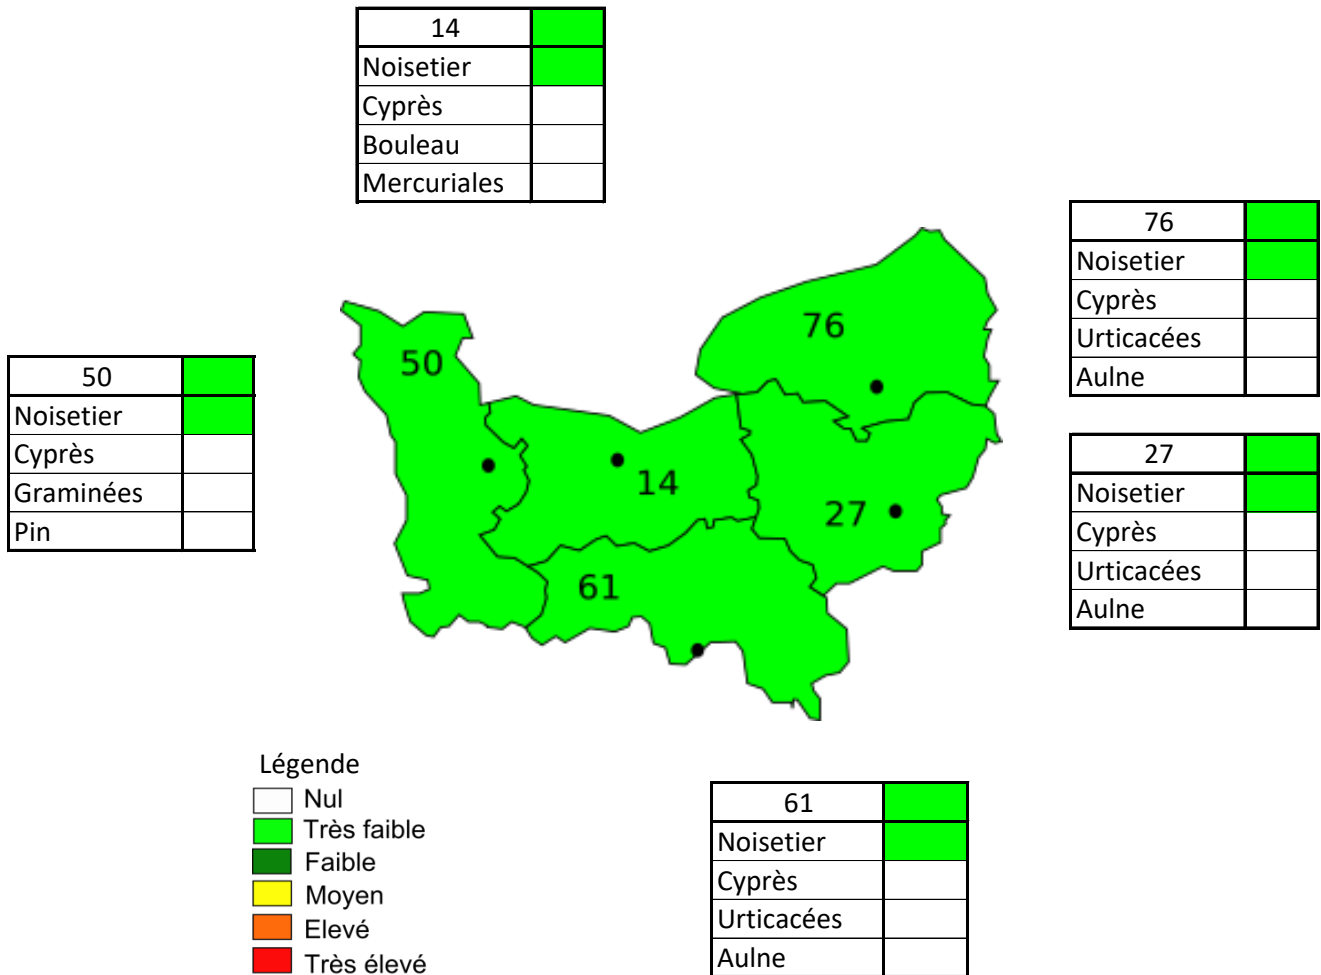 14
Noisetier
Cyprès
Bouleau
Mercuriales
76
Noisetier
Cyprès
Urticacées
Aulne
50
Noisetier
Cyprès
Graminées
Pin
27
Noisetier
Cyprès
Urticacées
Aulne
76
50
14
27
61
Légende
Nul
Très faible
Faible
Moyen
Elevé
Très élevé
61
Noisetier
Cyprès
Urticacées
Aulne